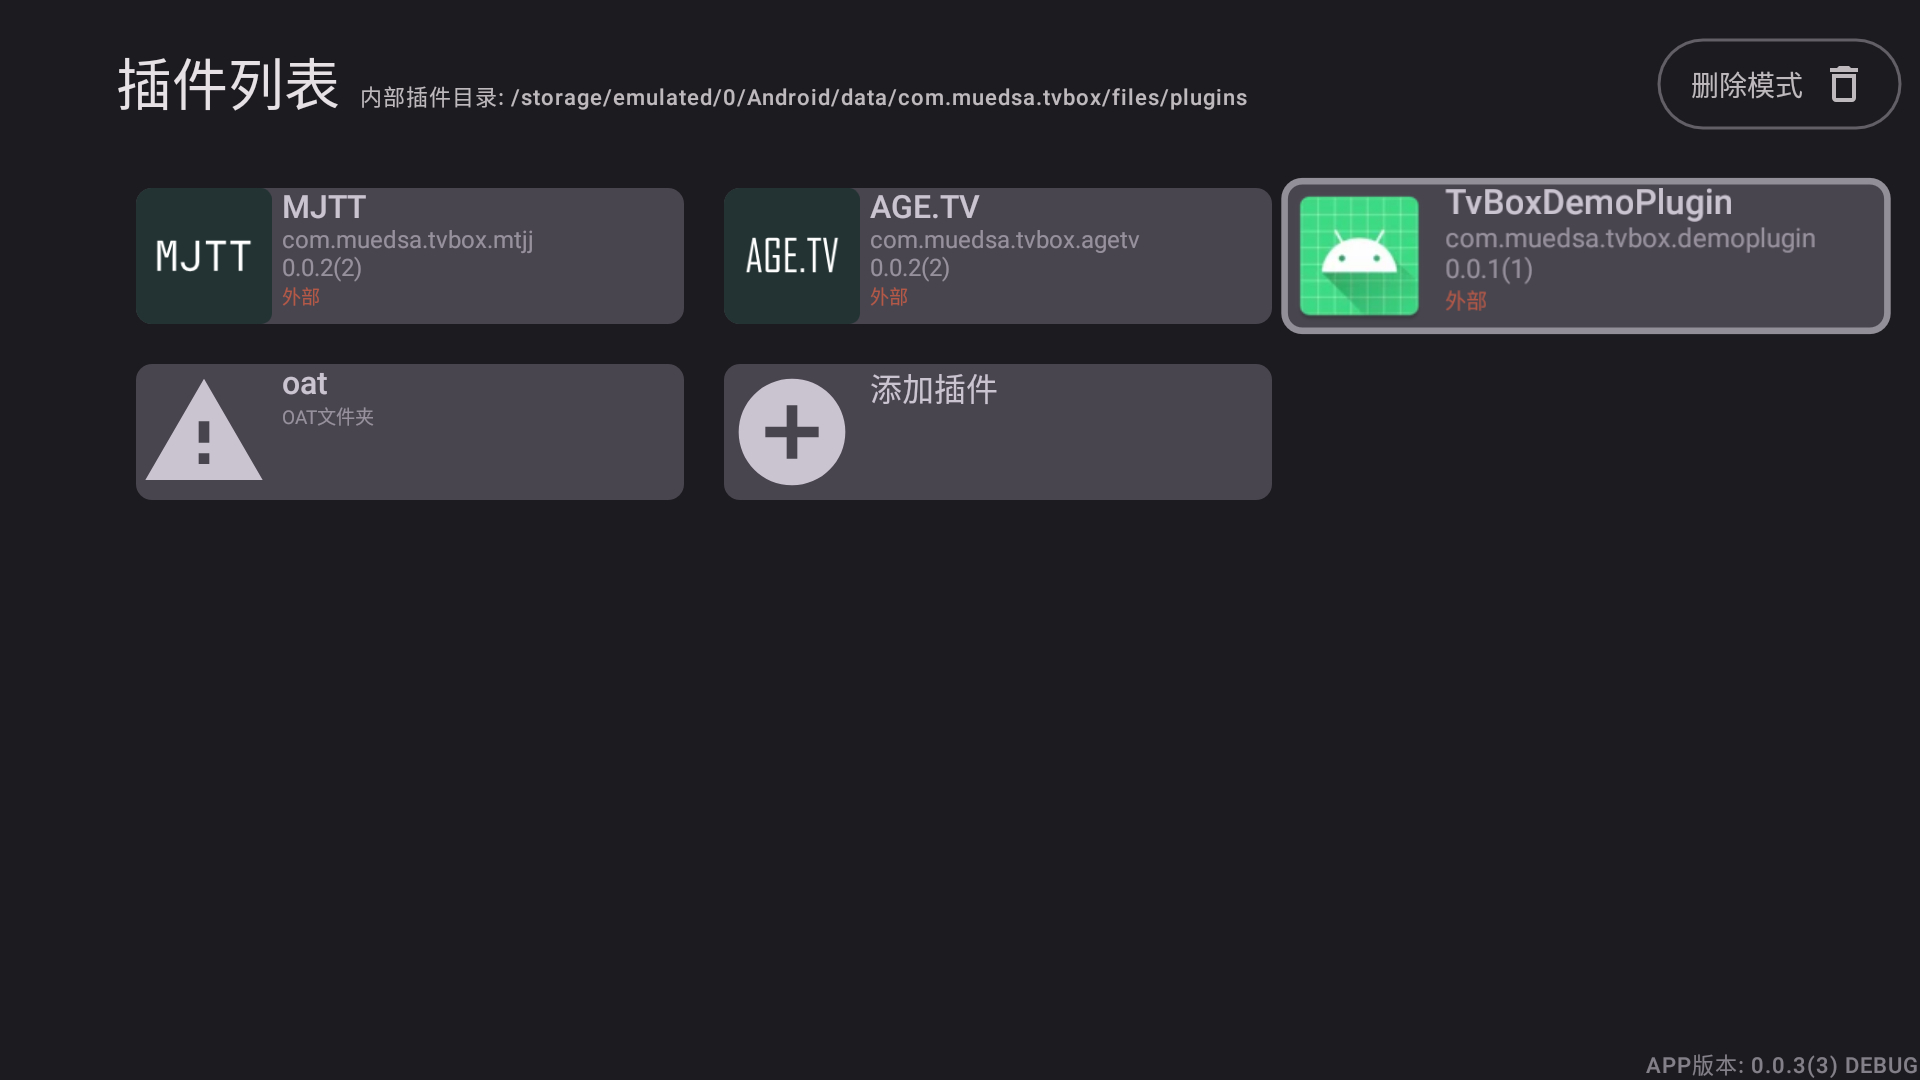 插件列表 内部插件目录: /storage/emulated/0/Android/data/com.muedsa.tvbox/files/plugins
删除模式
MJTT
MJTT
com.muedsa.tvbox.mtjj
0.0.2(2)
外部
AGE.TV
AGE.TV
com.muedsa.tvbox.agetv
0.0.2(2)
外部
TvBoxDemoPlugin
com.muedsa.tvbox.demoplugin
0.0.1(1)
外部
oat
OAT文件夹
添加插件
APP版本: 0.0.3(3) DEBUG